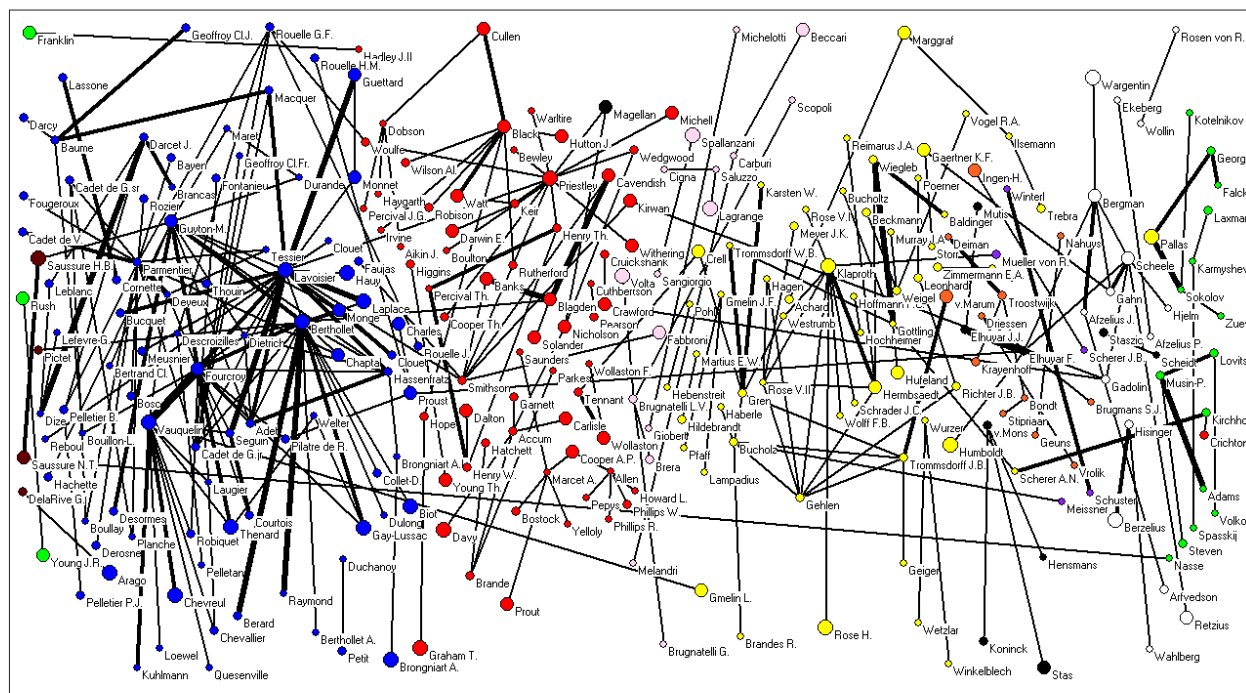 Franklin
Geoffroy Cl.J.
Rouelle G.F.
Cullen
Michelotti
Beccari
Marggraf
Rosen von R.
Hadley J.II
Rouelle H.M.
Lassone
Guettard
Wargentin
Macquer
Magellan
Michell
Scopoli
Ekeberg
Kotelnikov
Darcy
Baume
Darcet J.
Maret
Dobson
Black
Warltire
Hutton J.
Spallanzani
Vogel R.A.
Wollin
Ilsemann
Woulfe
Bewley
Wedgwood
Carburi
Reimarus J.A.
Gaertner K.F.
Georg
Bayen
Geoffroy Cl.Fr.
Wilson Al.
Priestley
Cavendish
Cigna
Saluzzo
Wiegleb
Ingen-H.
Falck
Cadet de G.sr
Brancas
Fontanieu
Durande
Monnet
Haygarth
Watt
Keir
Kirwan
Lagrange
Karsten W.
Bucholtz
Poerner
Winterl
Trebra
Bergman
Fougeroux
Rozier
Percival J.G.
Robison
Rose V.I
Beckmann
Baldinger
Mutis
Laxma
Guyton-M.
Irvine
Darwin E.
Henry Th.
Meyer J.K.
Murray J.A.
Deiman
Nahuys
Pallas
Cadet de V.
Tessier
Clouet
Aikin J.
Boulton
Withering
Crell
Trommsdorff W.B.
Storr
Mueller von R.
Scheele
Karmyshev
Saussure H.B.
Parmentier
Lavoisier
Faujas
Hauy
Higgins
Rutherford
Cruickshank
Volta
Sangiorgio
Hagen
Klaproth
Zimmermann E.A.
Leblanc
Cornette
Thouin
Laplace
Percival Th.
Banks
Cuthbertson
Gmelin J.F.
Hoffmann
Leonhardi
Weigel
v.Marum
Troostwijk
Gahn
Sokolov
Rush
Deyeux
Monge
Blagden
Crawford
Pohl
Achard
Hjelm
Zuev
Bucquet
Berthollet
Charles
Cooper Th.
Solander
Pearson
Nicholson
Westrumb
Gottling
Driessen
Afzelius J.
Lefevre-G.
Descroizilles
Dietrich
Rouelle J.
Fabbroni
Hochheimer
Elhuyar J.J.
Staszic
Afzelius P.
Pictet
Meusnier
Chaptal
Clouet
Saunders
Wollaston F.
Martius E.W.
Elhuyar F.
Scherer J.B.
Scheidt
Lovits
Bertrand Cl.
Fourcroy
Hassenfratz
Smithson
Parkes
Hufeland
Krayenhoff
Gadolin
Musin-P.
Bosc
Proust
Garnett
Tennant
Brugnatelli L.V.
Hebenstreit
Rose V.II
Hermbsaedt
Richter J.B.
Dize
Pelletier B.
Vauquelin
Adet
Welter
Hope
Dalton
Carlisle
Giobert
Haberle
Gren
Schrader J.C.
Bondt
Brugmans S.J.
Kirchho
Reboul
Bouillon-L.
Seguin
Pilatre de R.
Accum
Wollaston
Hildebrandt
Wolff F.B.
Wurzer
Stipriaan
v.Mons
Hisinger
Crichton
Saussure N.T.
Cadet de G.jr
Brongniart A.
Hatchett
Cooper A.P.
Brera
Pfaff
Bucholz
Humboldt
Geuns
Hachette
Laugier
Collet-D.
Henry W.
Marcet A.
Allen
Lampadius
Trommsdorff J.B.
Scherer A.N.
Vrolik
DelaRive G.
Young Th.
Howard L.
Gehlen
Schuster
Adams
Desormes
Courtois
Biot
Bostock
Pepys
Phillips W.
Meissner
Berzelius
Volko
Boullay
Planche
Robiquet
Thenard
Dulong
Gay-Lussac
Davy
Yelloly
Phillips R.
Spasskij
Derosne
Steven
Young J.R.
Pelletan
Duchanoy
Melandri
Geiger
Hensmans
Nasse
Arago
Brande
Pelletier P.J.
Chevreul
Raymond
Prout
Gmelin L.
Arfvedson
Berard
Retzius
Chevallier
Berthollet A.
Brandes R.
Rose H.
Wetzlar
Loewel
Petit
Graham T.
Brugnatelli G.
Koninck
Wahlberg
Kuhlmann
Quesenville
Brongniart A.
Winkelblech
Stas